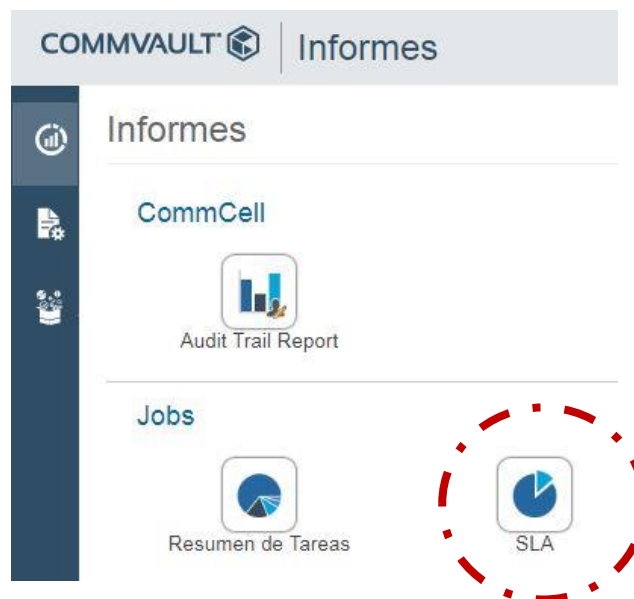 COMMVAULT Informes
Informes
CommCell
Audit Trail Report
Jobs
Resumen de Tareas SLA